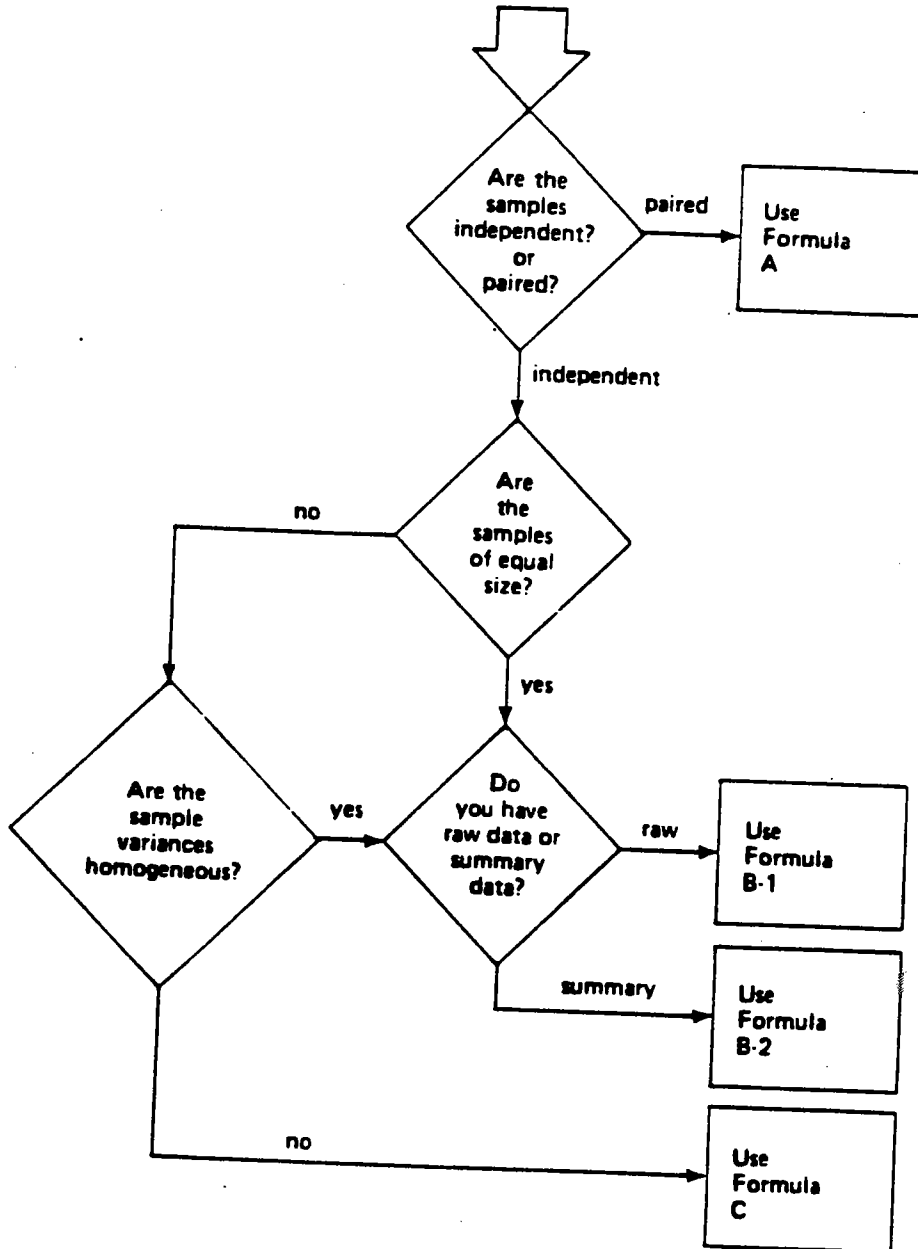 Are the
samples
independent?
or
paired?
paired
Use
Formula
A
independent
Are
the
samples
of equal
size?
no
yes
Are the
sample
variances
homogeneous?
yes
Do
you have
raw data or
summary
data?
raw
Use
Formula
B-1
summary
Use
Formula
B-2
no
Use
Formula
C